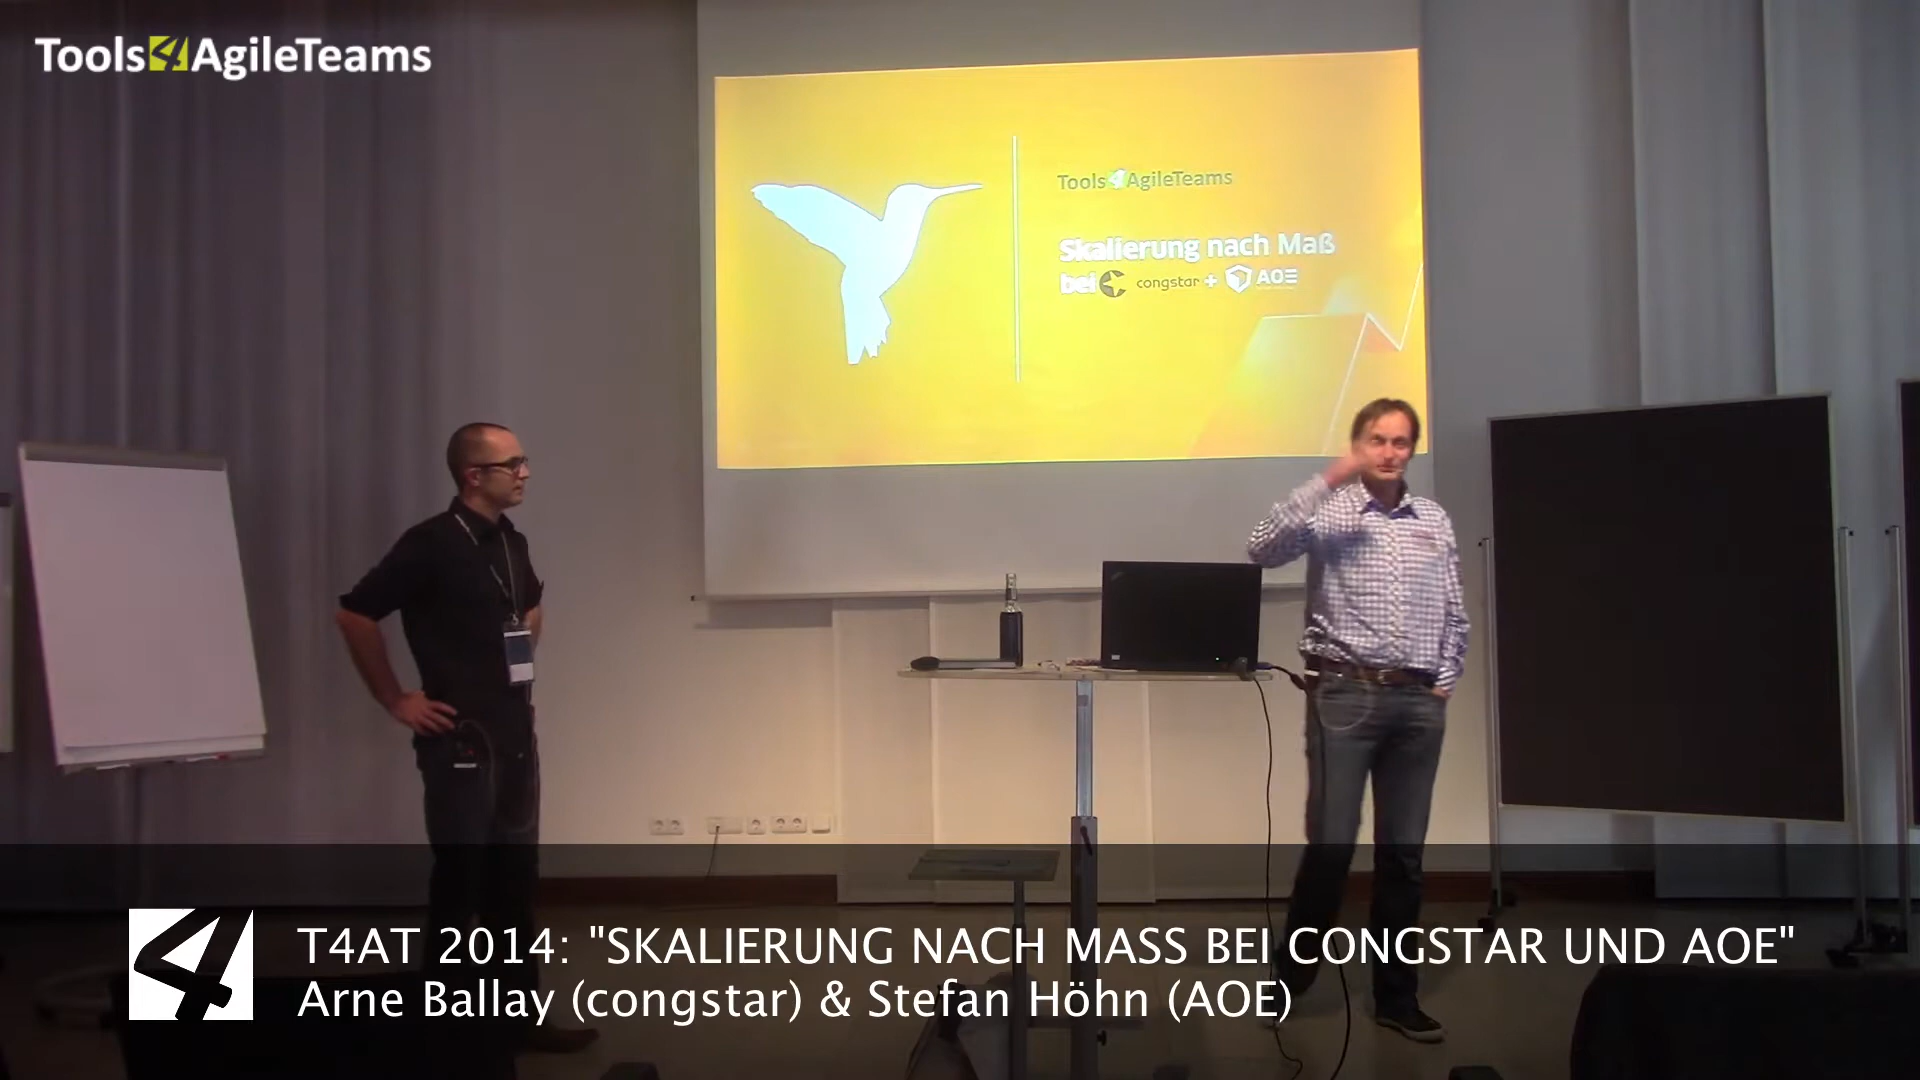 Tools4AgileTeams
Tools4AgileTeams
Skalierung nach Maß
bei congstar + AOE
T4AT 2014: "SKALIERUNG NACH MASS BEI CONGSTAR UND AOE"
Arne Ballay (congstar) & Stefan Höhn (AOE)